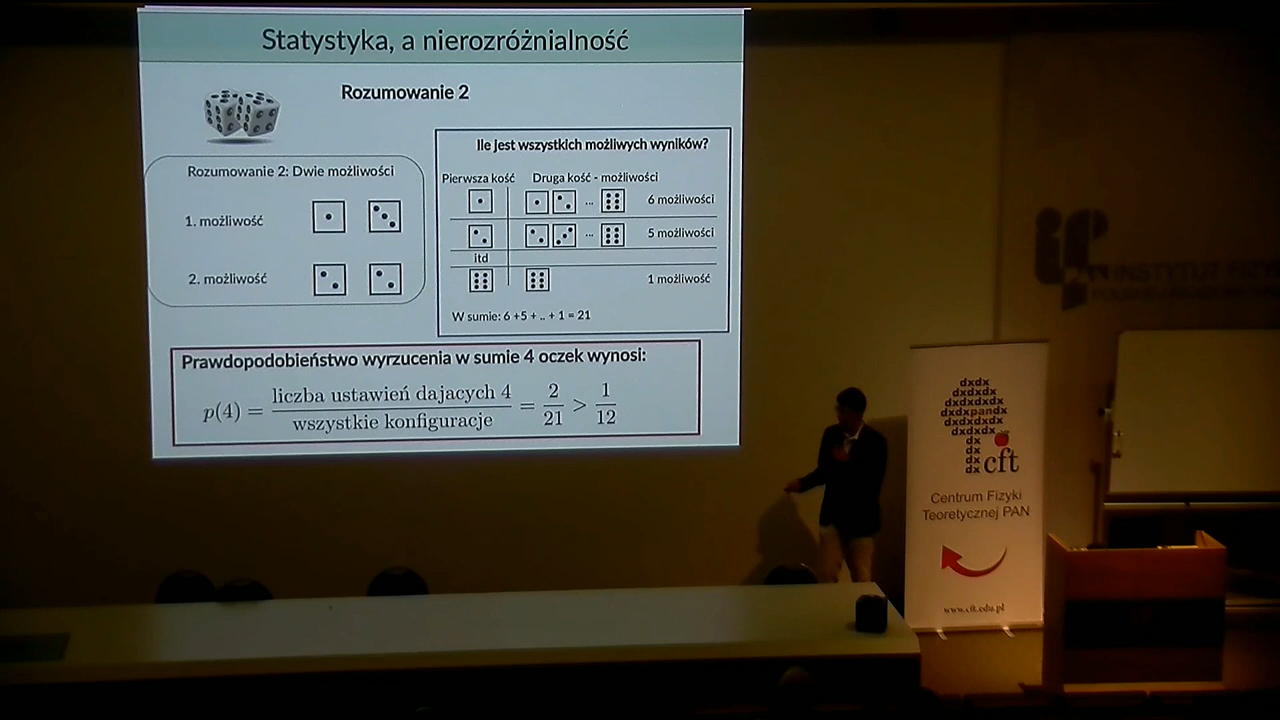 Statystyka, a nierozróżnialność
Rozumowanie 2
Rozumowanie 2: Dwie możliwości
1. możliwość
2. możliwość
Ile jest wszystkich możliwych wyników?
Pierwsza kość Druga kość - możliwości
... 6 możliwości
... 5 możliwości
itd
1 możliwość
W sumie: 6 +5 + .. + 1 = 21
Prawdopodobieństwo wyrzucenia w sumie 4 oczek wynosi:
p(4) = liczba ustawień dajacych 4 / wszystkie konfiguracje = 2/21 > 1/12
INSTYTUT
dxdx
dxdxdx
dxdxdxdx
dxdxpandx
dxdxdxdx
dxdxdx
dx
dx
dx
dx cft
Centrum Fizyki
Teoretycznej PAN
www.cft.edu.pl